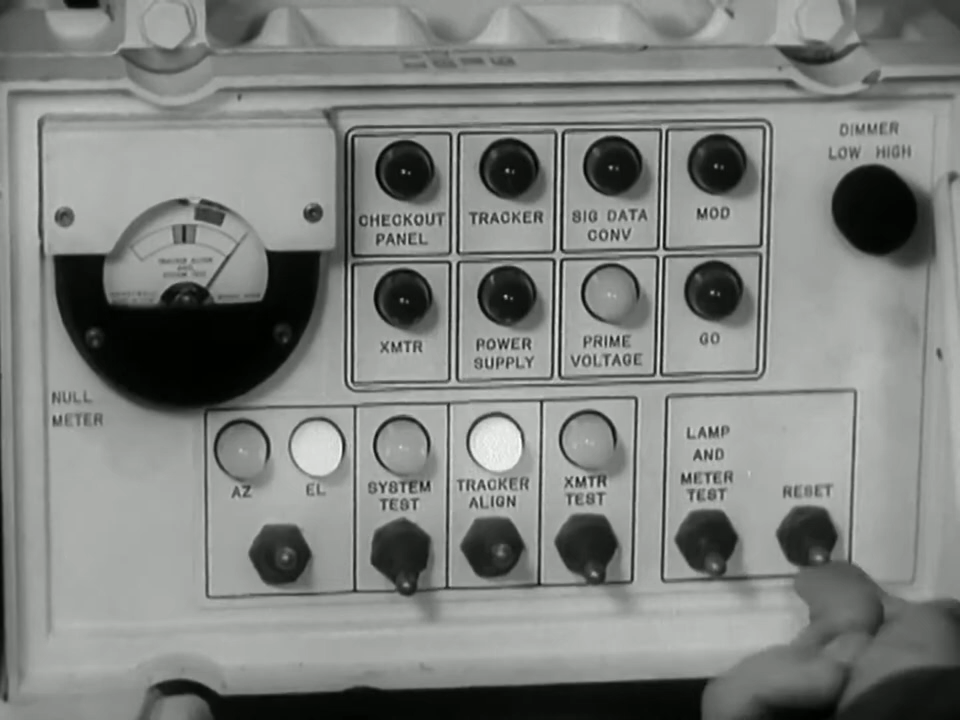 DIMMER
LOW HIGH
CHECKOUT
PANEL
TRACKER
SIG DATA
CONV
MOD
XMTR
POWER
SUPPLY
PRIME
VOLTAGE
GO
NULL
METER
AZ
EL
SYSTEM
TEST
TRACKER
ALIGN
XMTR
TEST
LAMP
AND
METER
TEST
RESET